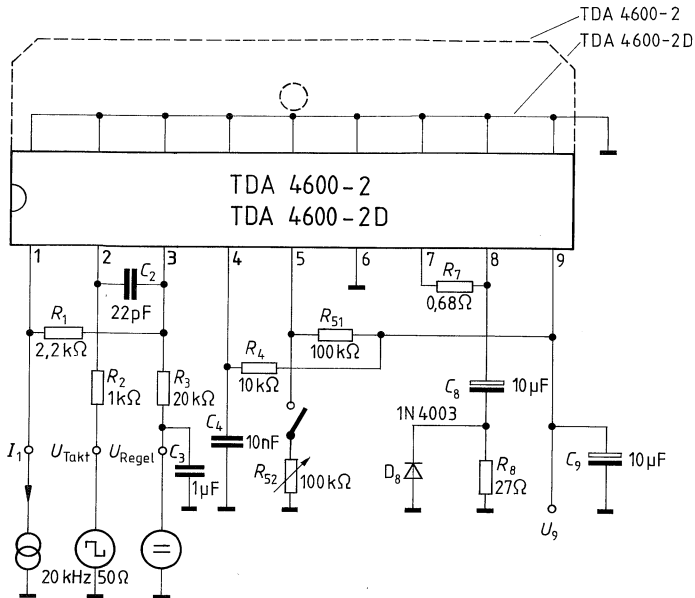 TDA 4600-2
TDA 4600-2D
TDA 4600-2
TDA 4600-2D
1 2 3 4 5 6 7 8 9
C2
22pF
R7
0,68Ω
R1
2,2kΩ
R51
100kΩ
R4
10kΩ
R2
1kΩ
R3
20kΩ
C8
10µF
1N4003
C4
10nF
I1
UTakt
URegel
C3
1µF
R52
100kΩ
D8
R8
27Ω
C9
10µF
U9
20kHz 50Ω